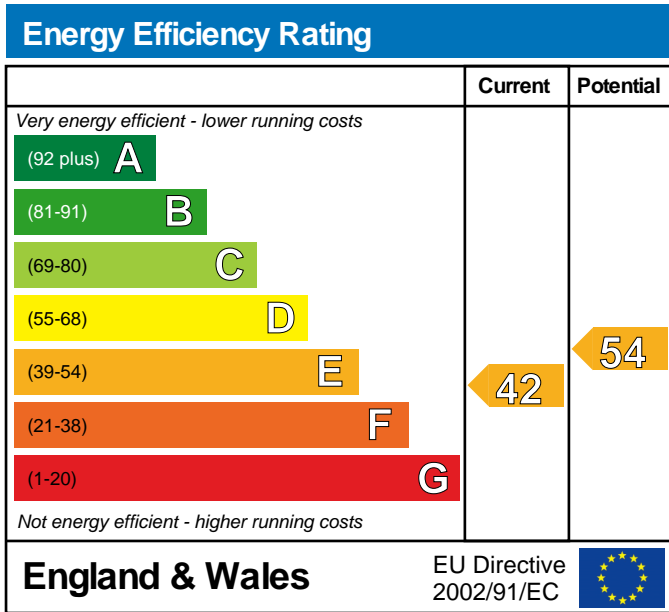 Energy Efficiency Rating
Current Potential
Very energy efficient - lower running costs
(92 plus) A
(81-91) B
(69-80) C
(55-68) D
(39-54) E
(21-38) F
(1-20) G
42
54
Not energy efficient - higher running costs
England & Wales
EU Directive
2002/91/EC